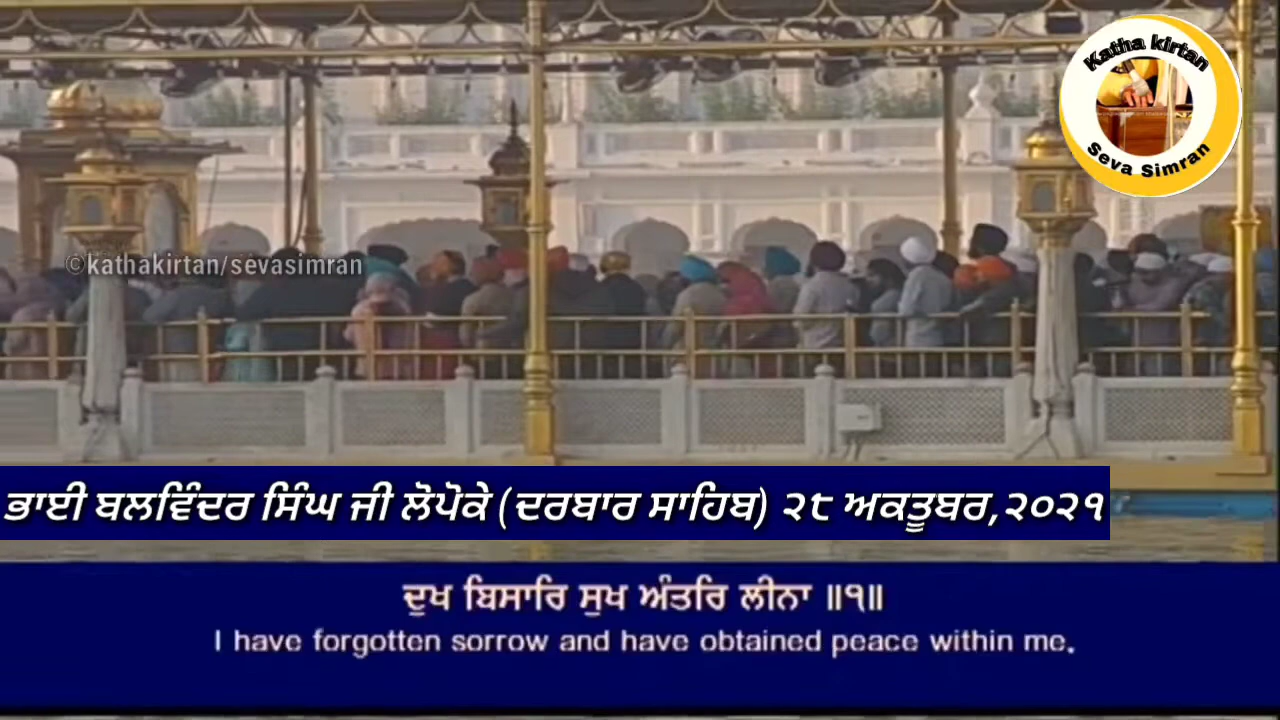 Katha kirtan
Seva Simran
©kathakirtan/sevasimran
ਭਾਈ ਬਲਵਿੰਦਰ ਸਿੰਘ ਜੀ ਲੋਪੋਕੇ (ਦਰਬਾਰ ਸਾਹਿਬ) ੨੮ ਅਕਤੂਬਰ,੨੦੨੧
ਦੁਖ ਬਿਸਾਰਿ ਸੁਖ ਅੰਤਰਿ ਲੀਨਾ ॥੧॥
I have forgotten sorrow and have obtained peace within me.